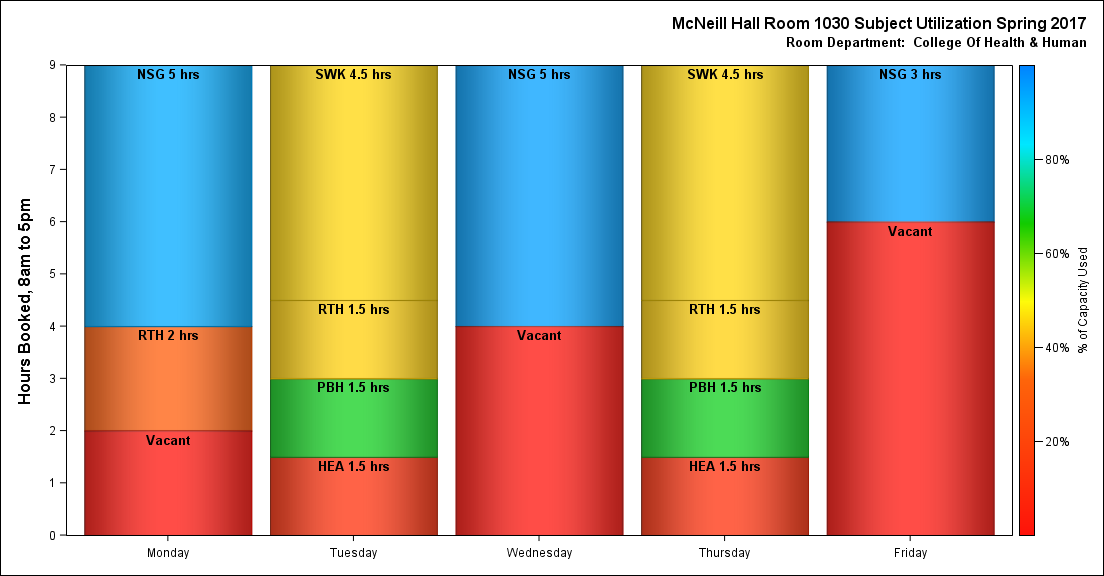 McNeill Hall Room 1030 Subject Utilization Spring 2017
Room Department:  College Of Health & Human
Hours Booked, 8am to 5pm
9
8
7
6
5
4
3
2
1
0
NSG 5 hrs
RTH 2 hrs
Vacant
SWK 4.5 hrs
RTH 1.5 hrs
PBH 1.5 hrs
HEA 1.5 hrs
NSG 5 hrs
Vacant
SWK 4.5 hrs
RTH 1.5 hrs
PBH 1.5 hrs
HEA 1.5 hrs
NSG 3 hrs
Vacant
Monday
Tuesday
Wednesday
Thursday
Friday
80%
60%
40%
20%
% of Capacity Used